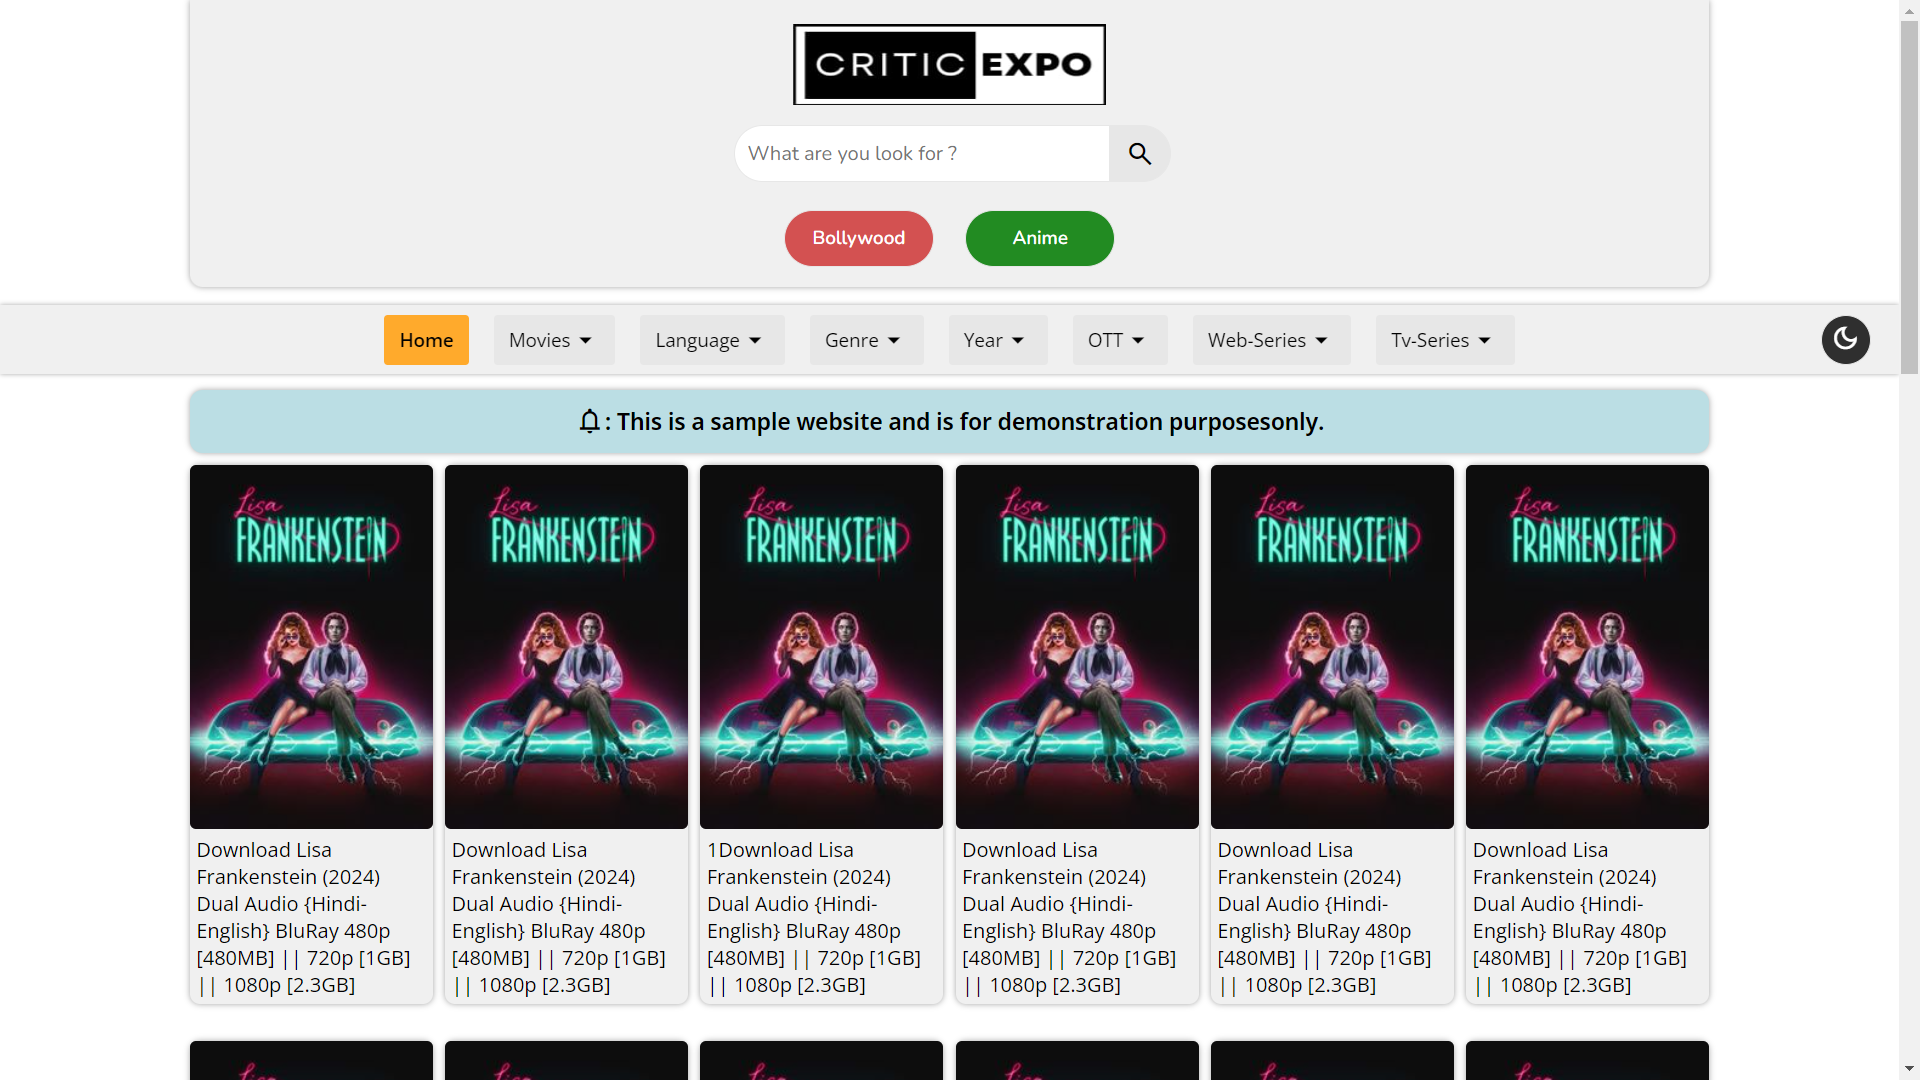 CRITIC EXPO
What are you look for ?
Bollywood Anime
Home Movies Language Genre Year OTT Web-Series Tv-Series
: This is a sample website and is for demonstration purposesonly.
Lisa
FRANKENSTEIN
Lisa
FRANKENSTEIN
Lisa
FRANKENSTEIN
Lisa
FRANKENSTEIN
Lisa
FRANKENSTEIN
Lisa
FRANKENSTEIN
Download Lisa
Frankenstein (2024)
Dual Audio {Hindi-
English} BluRay 480p
[480MB] || 720p [1GB]
|| 1080p [2.3GB]
Download Lisa
Frankenstein (2024)
Dual Audio {Hindi-
English} BluRay 480p
[480MB] || 720p [1GB]
|| 1080p [2.3GB]
1Download Lisa
Frankenstein (2024)
Dual Audio {Hindi-
English} BluRay 480p
[480MB] || 720p [1GB]
|| 1080p [2.3GB]
Download Lisa
Frankenstein (2024)
Dual Audio {Hindi-
English} BluRay 480p
[480MB] || 720p [1GB]
|| 1080p [2.3GB]
Download Lisa
Frankenstein (2024)
Dual Audio {Hindi-
English} BluRay 480p
[480MB] || 720p [1GB]
|| 1080p [2.3GB]
Download Lisa
Frankenstein (2024)
Dual Audio {Hindi-
English} BluRay 480p
[480MB] || 720p [1GB]
|| 1080p [2.3GB]